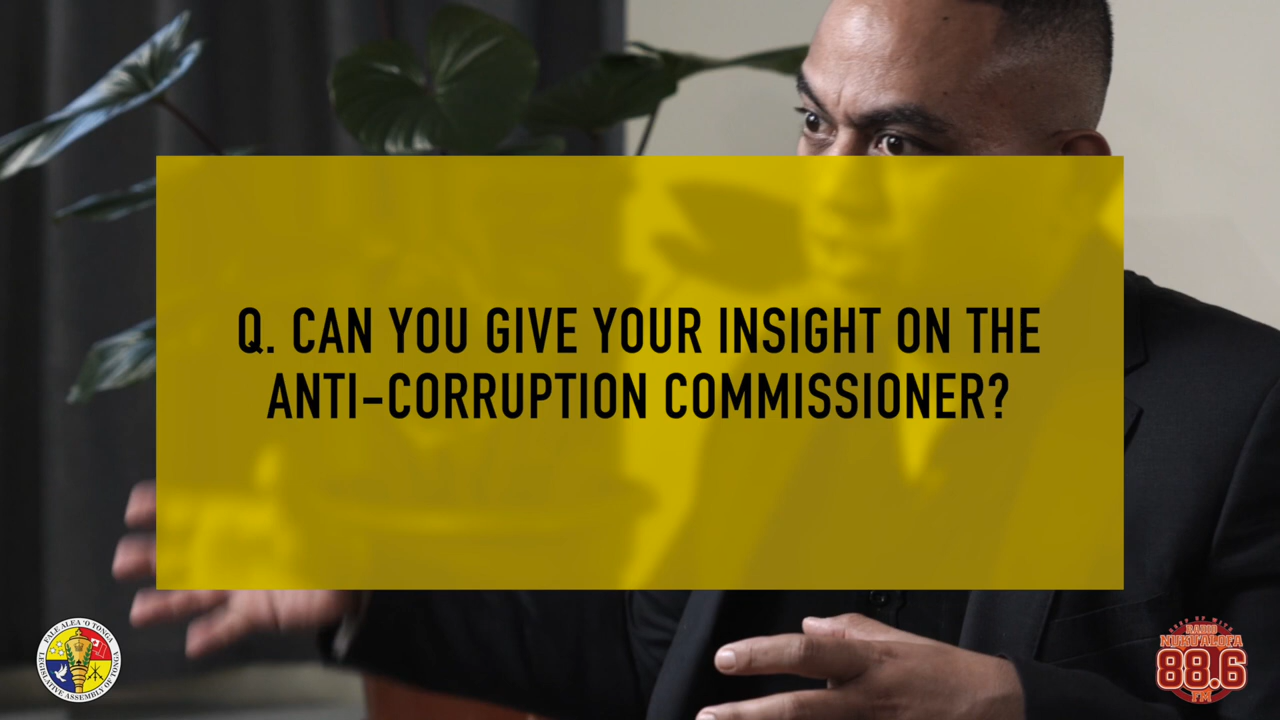 Q. CAN YOU GIVE YOUR INSIGHT ON THE
ANTI-CORRUPTION COMMISSIONER?
FALE ALEA 'O TONGA
LEGISLATIVE ASSEMBLY OF TONGA
RADIO
NUKU'ALOFA
88.6
FM